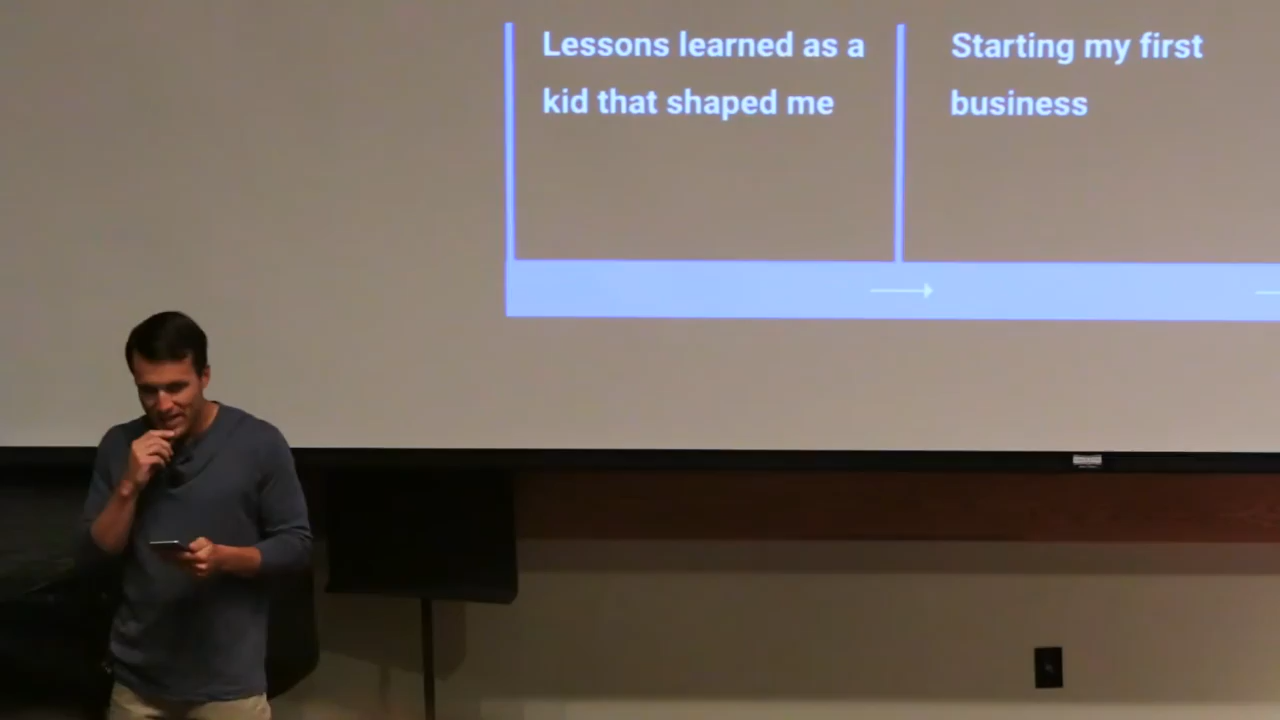 Lessons learned as a
kid that shaped me
Starting my first
business